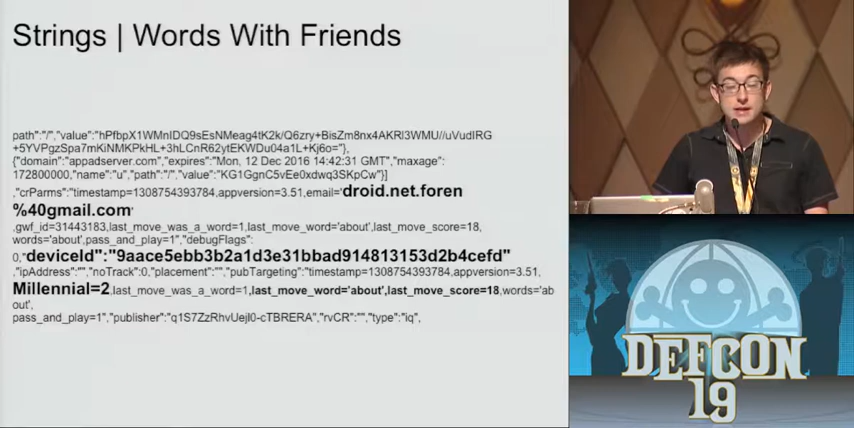 Strings | Words With Friends
path":"/","value":"hPfbpX1WMnIDQ9sEsNMeag4tK2k/Q6zry+BisZm8nx4AKRl3WMU//uVudIRG
+5YVPgzSpa7mKiNMKPkHL+3hLCnR62ytEKWDu04a1L+Kj6o="},
{"domain":"appadserver.com","expires":"Mon, 12 Dec 2016 14:42:31 GMT","maxage":
172800000,"name":"u","path":"/","value":"KG1GgnC5vEe0xdwq3SKpCw"}]
,"crParms":"timestamp=1308754393784,appversion=3.51,email='droid.net.foren
%40gmail.com'
,gwf_id=31443183,last_move_was_a_word=1,last_move_word='about',last_move_score=18,
words='about',pass_and_play=1","debugFlags":
0,"deviceId":"9aace5ebb3b2a1d3e31bbad914813153d2b4cefd"
,"ipAddress":"","noTrack":0,"placement":"","pubTargeting":"timestamp=1308754393784,appversion=3.51,
Millennial=2,last_move_was_a_word=1,last_move_word='about',last_move_score=18,words='ab
out',
pass_and_play=1","publisher":"q1S7ZzRhvUejI0-cTBRERA","rvCR":"","type":"iq",
DEFCON
19